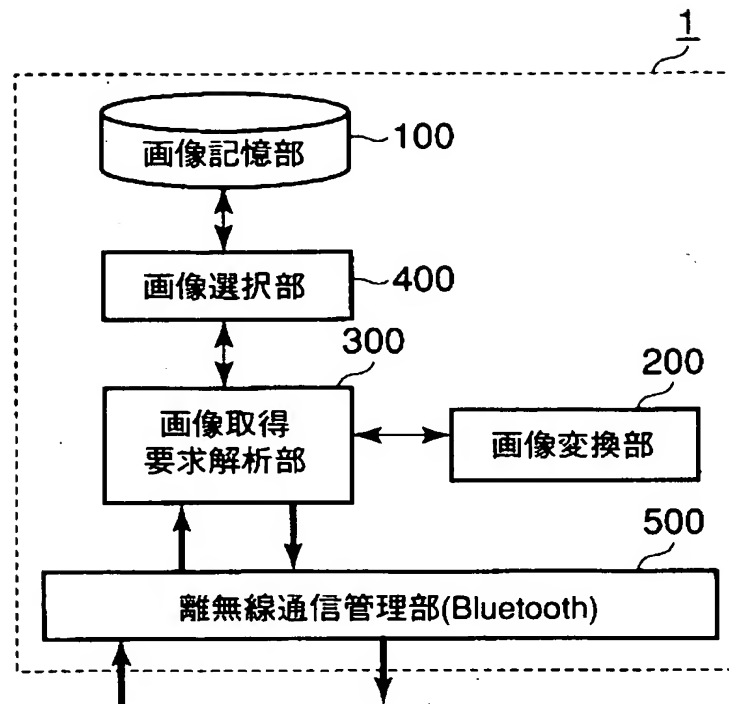 1
画像記憶部
100
画像選択部
400
300
画像取得
要求解析部
200
画像変換部
500
離無線通信管理部(Bluetooth)